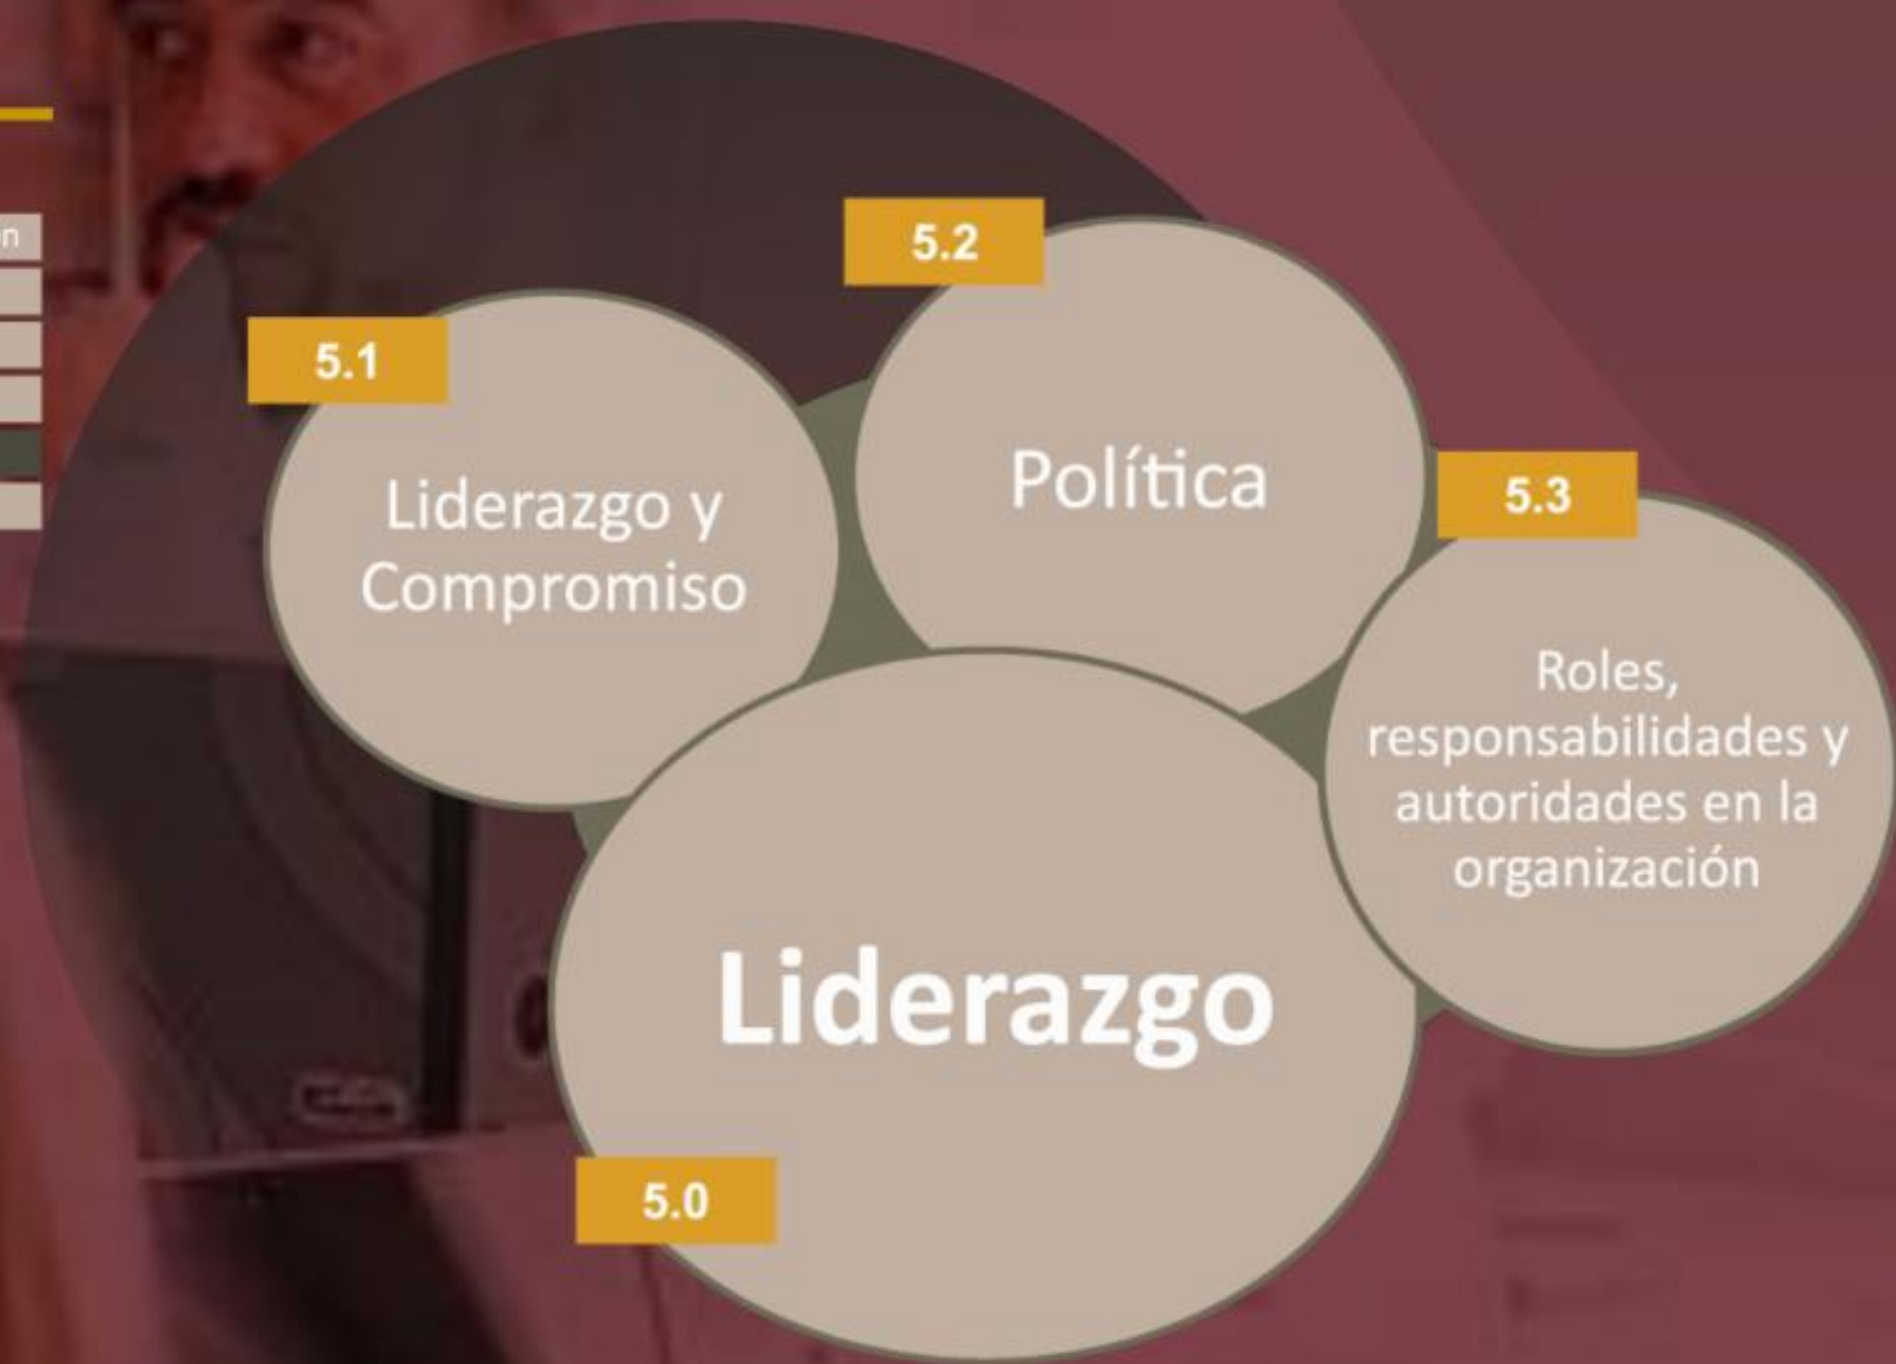 5.1
Liderazgo y
Compromiso
5.2
Política
5.3
Roles,
responsabilidades y
autoridades en la
organización
Liderazgo
5.0